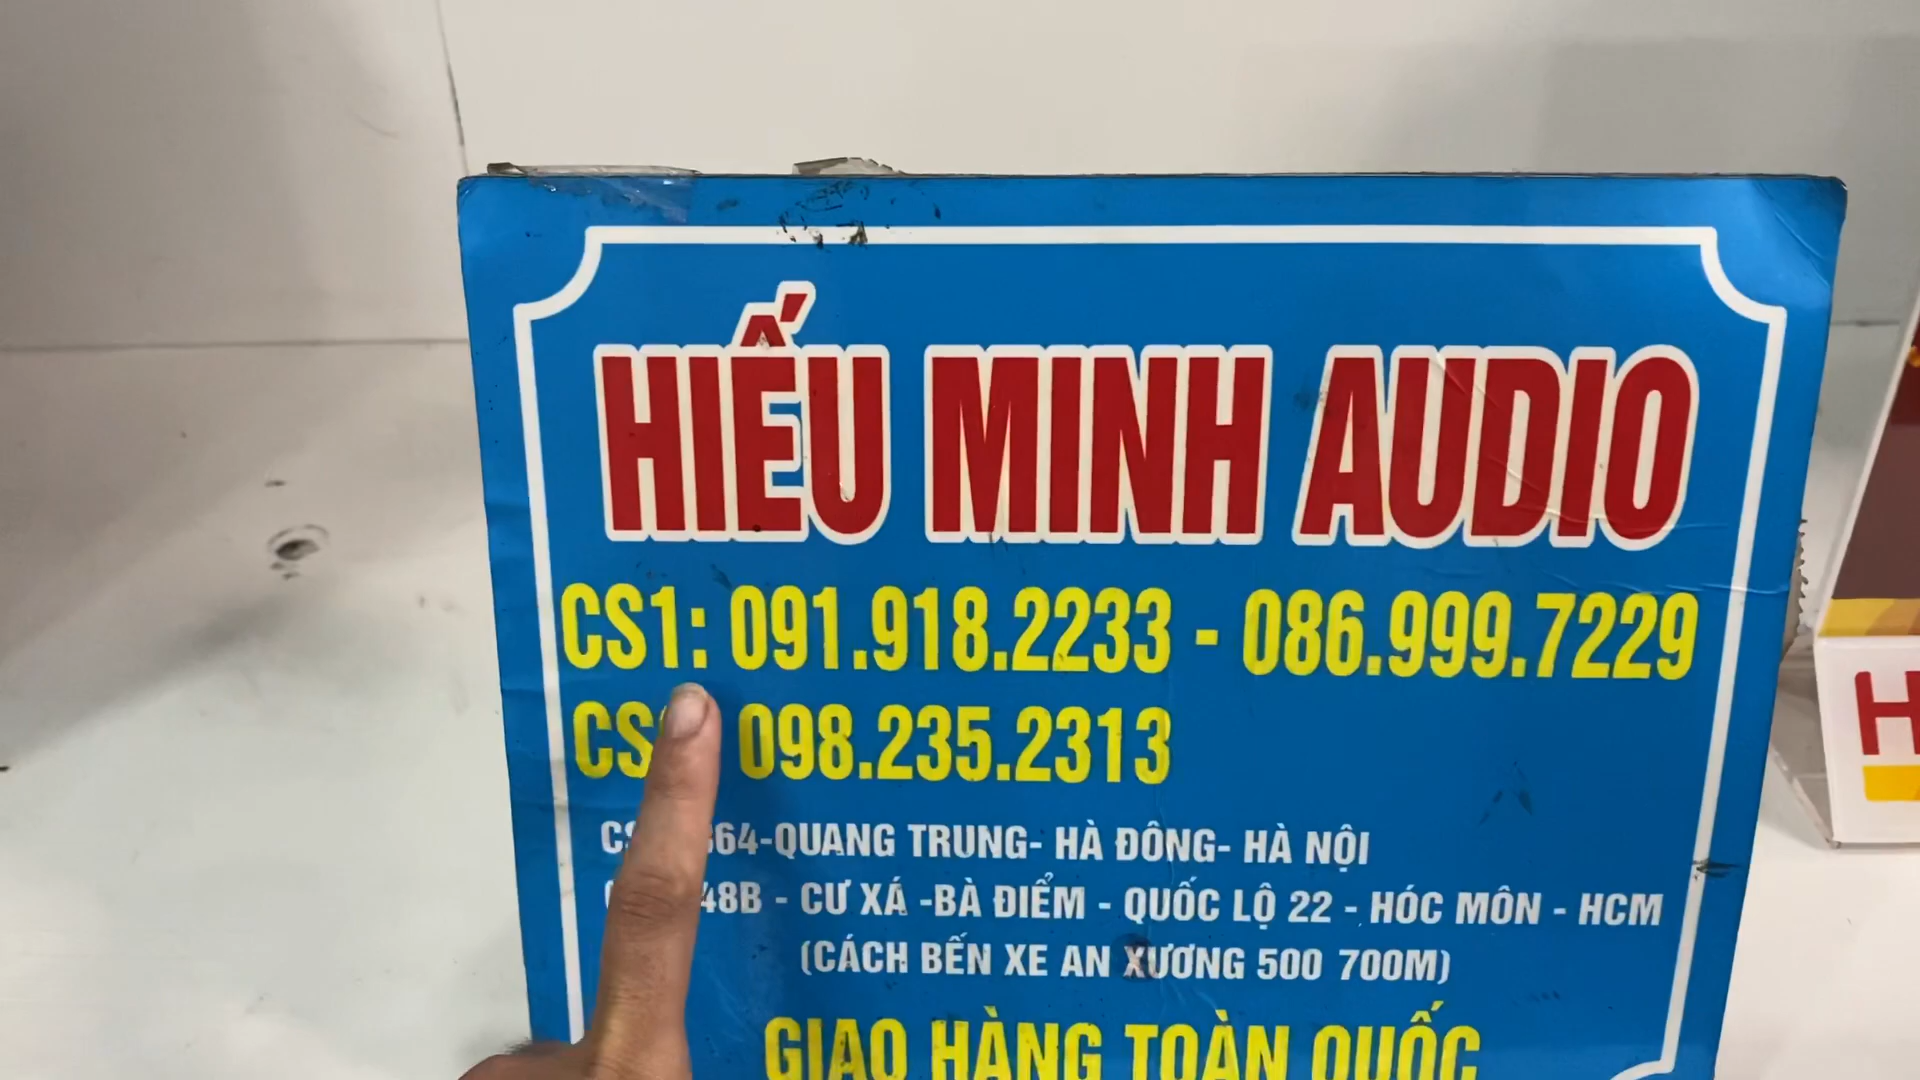 HIẾU MINH AUDIO
CS1: 091.918.2233 - 086.999.7229
098.235.2313
64-QUANG TRUNG- HÀ ĐÔNG- HÀ NỘI
48B - CƯ XÁ -BÀ ĐIỂM - QUỐC LỘ 22 - HÓC MÔN - HCM
(CÁCH BẾN XE AN XƯƠNG 500 700M)
GIAO HÀNG TOÀN QUỐC